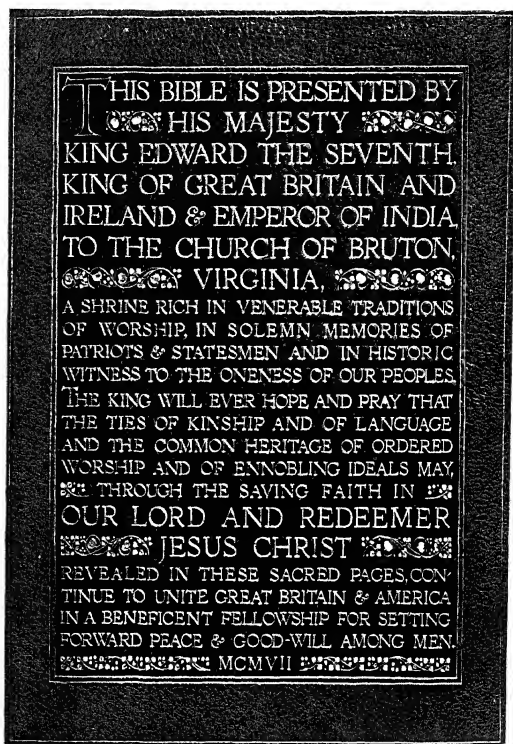 THIS BIBLE IS PRESENTED BY
HIS MAJESTY
KING EDWARD THE SEVENTH,
KING OF GREAT BRITAIN AND
IRELAND & EMPEROR OF INDIA,
TO THE CHURCH OF BRUTON,
VIRGINIA,
A SHRINE RICH IN VENERABLE TRADITIONS
OF WORSHIP, IN SOLEMN MEMORIES OF
PATRIOTS & STATESMEN AND IN HISTORIC
WITNESS TO THE ONENESS OF OUR PEOPLES.
THE KING WILL EVER HOPE AND PRAY THAT
THE TIES OF KINSHIP AND OF LANGUAGE
AND THE COMMON HERITAGE OF ORDERED
WORSHIP AND OF ENNOBLING IDEALS MAY,
THROUGH THE SAVING FAITH IN
OUR LORD AND REDEEMER
JESUS CHRIST
REVEALED IN THESE SACRED PAGES, CON-
TINUE TO UNITE GREAT BRITAIN & AMERICA
IN A BENEFICENT FELLOWSHIP FOR SETTING
FORWARD PEACE & GOOD-WILL AMONG MEN.
MCMVII